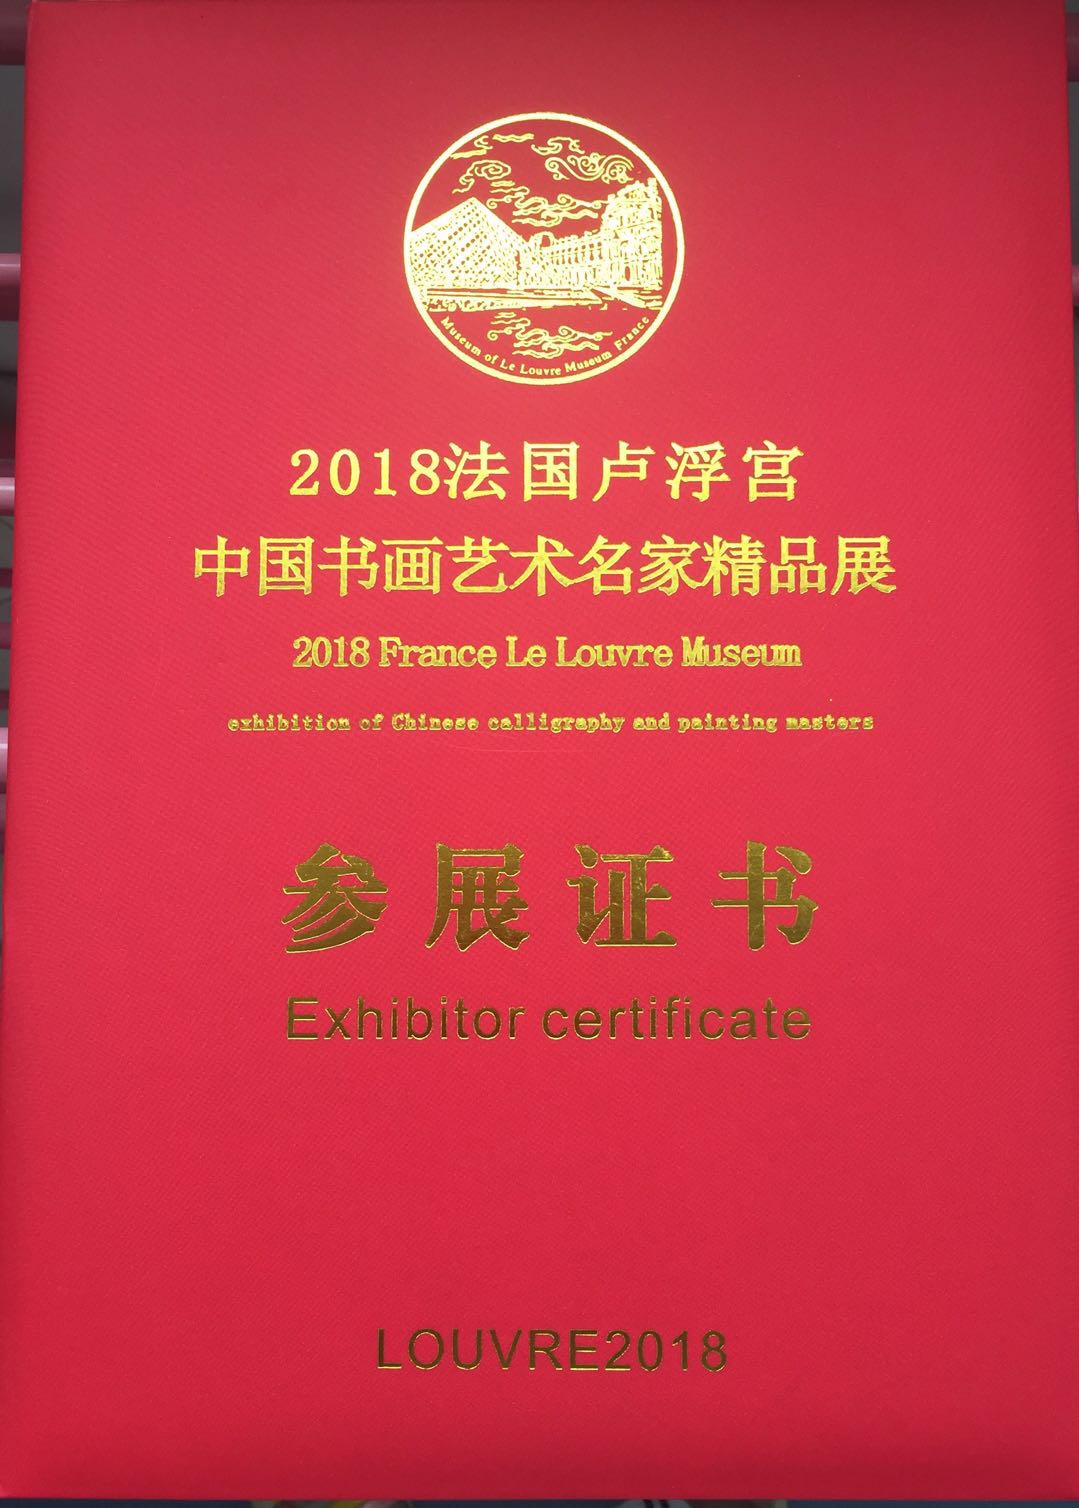 Museum of Le Louvre Museum France
2018法国卢浮宫
中国书画艺术名家精品展
2018 France Le Louvre Museum
exhibition of Chinese calligraphy and painting masters
参展证书
Exhibitor certificate
LOUVRE2018